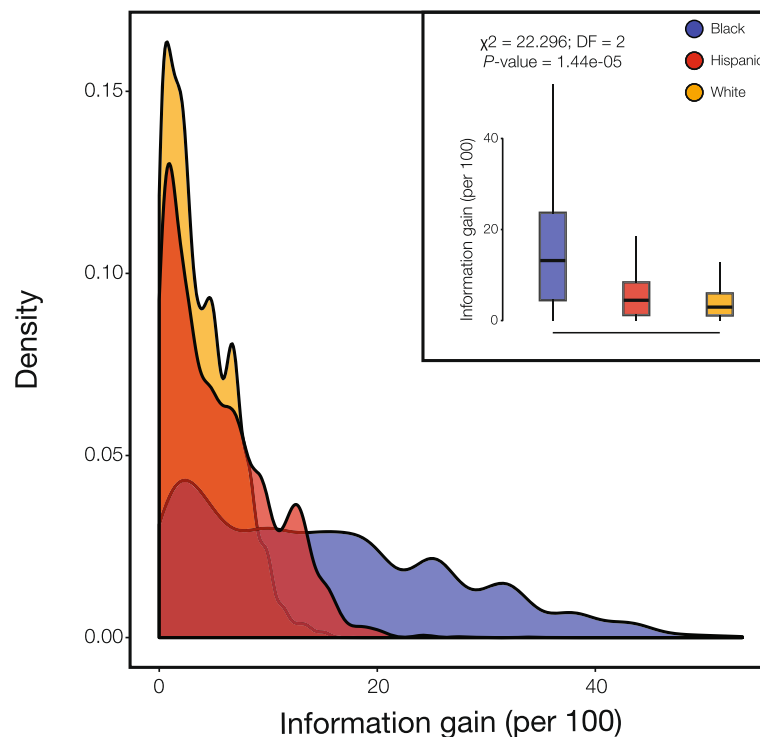 χ2 = 22.296; DF = 2
P-value = 1.44e-05
Black
Hispanic
White
Information gain (per 100)
40
20
0
Density
0.15
0.10
0.05
0.00
0 20 40
Information gain (per 100)